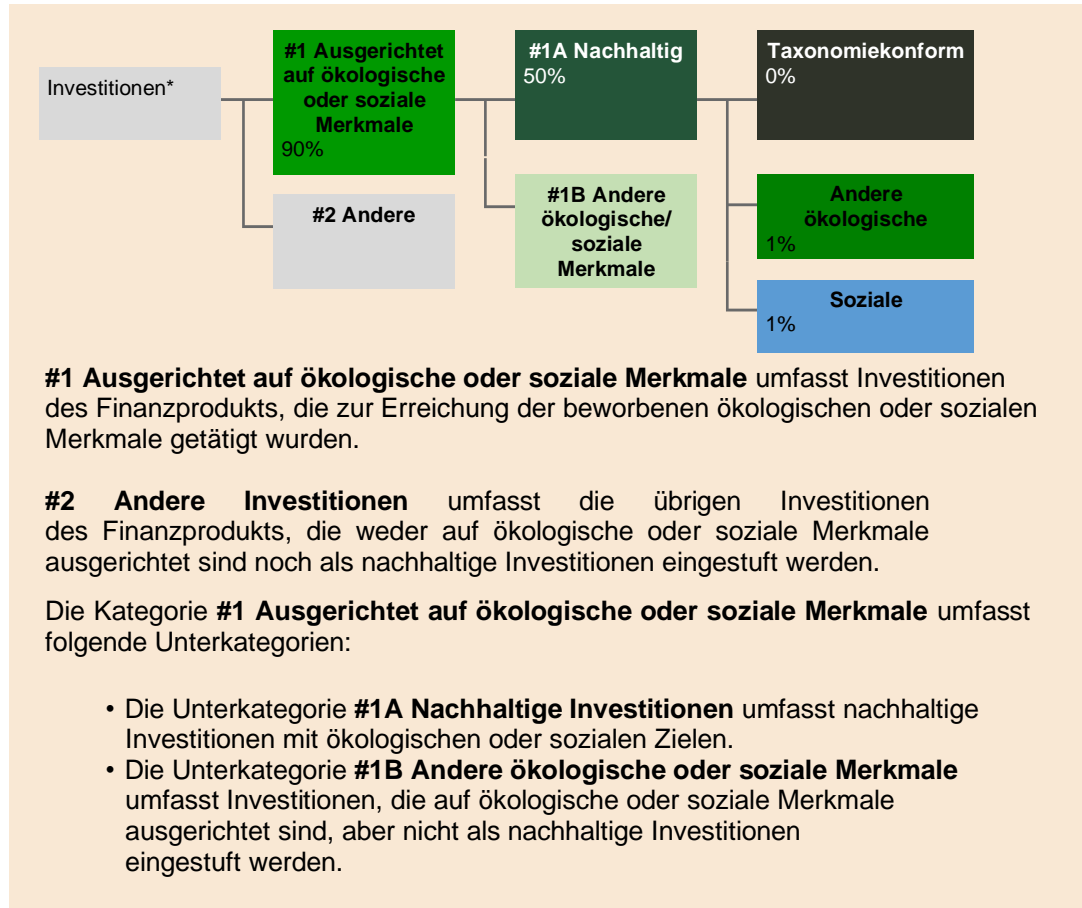 Investitionen*
#1 Ausgerichtet
auf ökologische
oder soziale
Merkmale
90%
#2 Andere
#1A Nachhaltig
50%
#1B Andere
ökologische/
soziale
Merkmale
Taxonomiekonform
0%
Andere
ökologische
1%
Soziale
1%
#1 Ausgerichtet auf ökologische oder soziale Merkmale umfasst Investitionen
des Finanzprodukts, die zur Erreichung der beworbenen ökologischen oder sozialen
Merkmale getätigt wurden.
#2 Andere Investitionen umfasst die übrigen Investitionen
des Finanzprodukts, die weder auf ökologische oder soziale Merkmale
ausgerichtet sind noch als nachhaltige Investitionen eingestuft werden.
Die Kategorie #1 Ausgerichtet auf ökologische oder soziale Merkmale umfasst
folgende Unterkategorien:
• Die Unterkategorie #1A Nachhaltige Investitionen umfasst nachhaltige
Investitionen mit ökologischen oder sozialen Zielen.
• Die Unterkategorie #1B Andere ökologische oder soziale Merkmale
umfasst Investitionen, die auf ökologische oder soziale Merkmale
ausgerichtet sind, aber nicht als nachhaltige Investitionen
eingestuft werden.